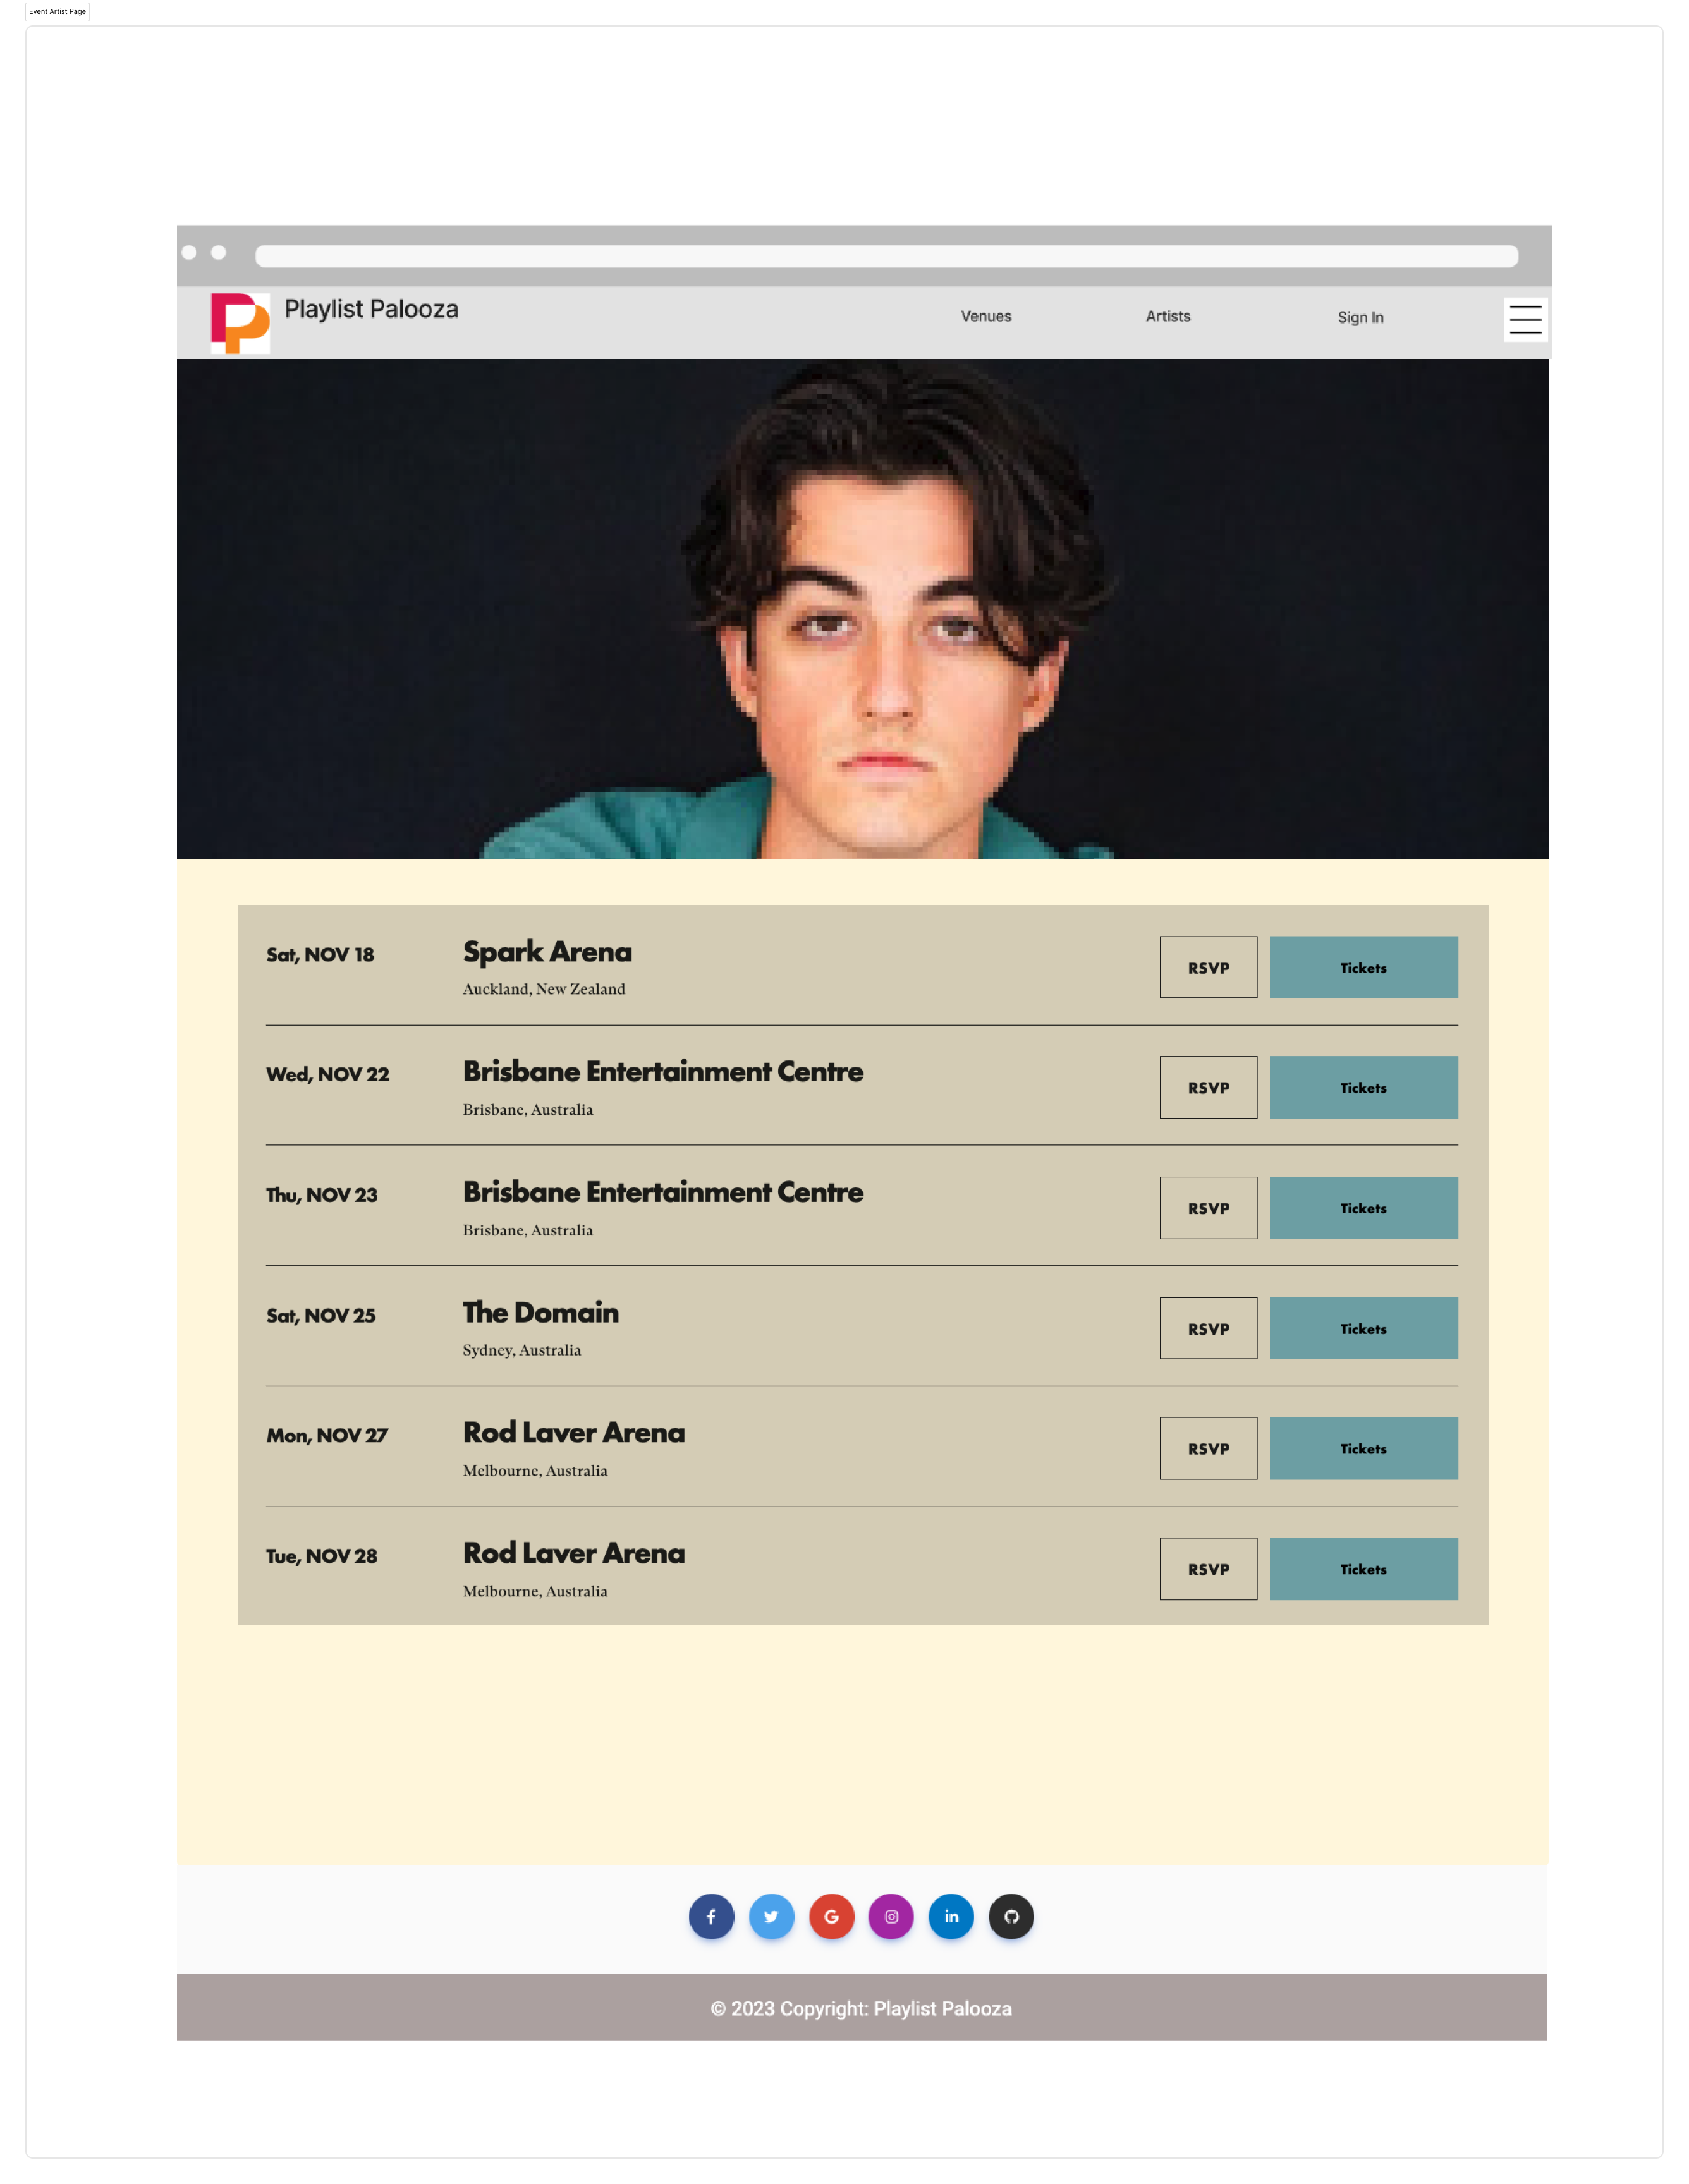 Event Artist Page
Playlist Palooza
Venues
Artists
Sign In
Sat, NOV 18
Spark Arena
Auckland, New Zealand
RSVP
Tickets
Wed, NOV 22
Brisbane Entertainment Centre
Brisbane, Australia
RSVP
Tickets
Thu, NOV 23
Brisbane Entertainment Centre
Brisbane, Australia
RSVP
Tickets
Sat, NOV 25
The Domain
Sydney, Australia
RSVP
Tickets
Mon, NOV 27
Rod Laver Arena
Melbourne, Australia
RSVP
Tickets
Tue, NOV 28
Rod Laver Arena
Melbourne, Australia
RSVP
Tickets
© 2023 Copyright: Playlist Palooza